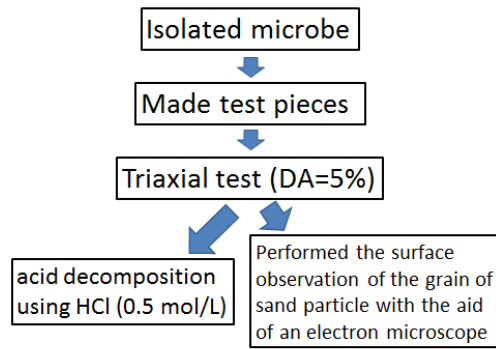 Isolated microbe
Made test pieces
Triaxial test (DA=5%)
acid decomposition
using HCl (0.5 mol/L)
Performed the surface
observation of the grain of
sand particle with the aid
of an electron microscope